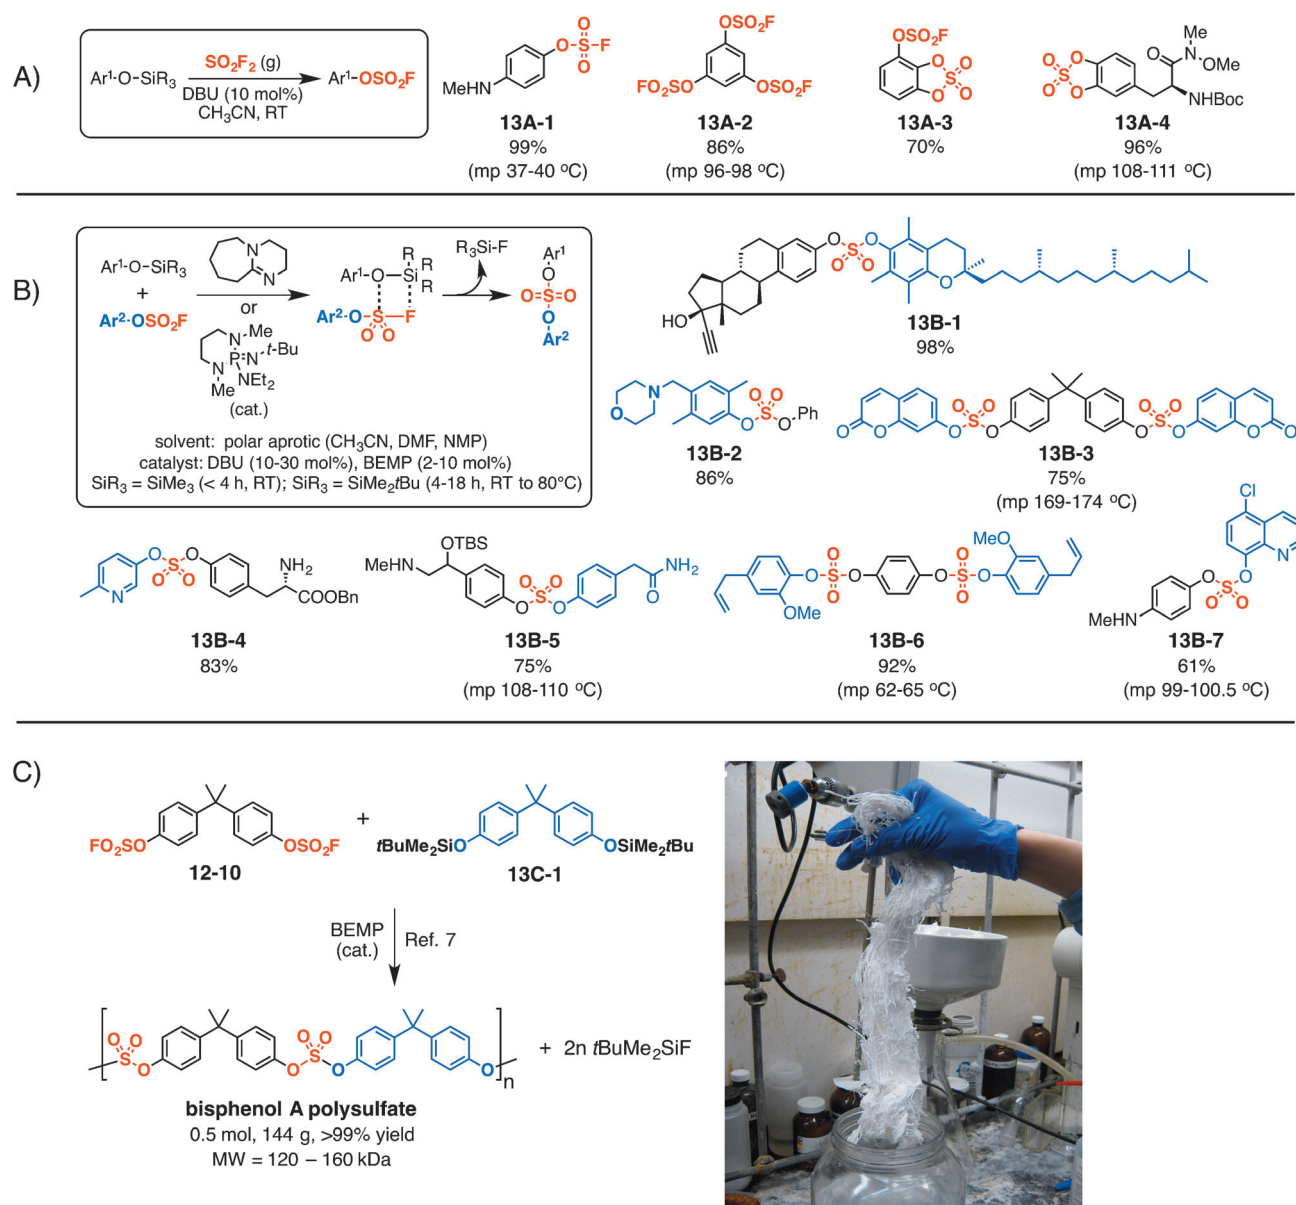 A)
Ar¹-O-SiR₃
SO₂F₂ (g)
DBU (10 mol%)
CH₃CN, RT
Ar¹-OSO₂F
O O
O S F
MeHN
13A-1
99%
(mp 37-40 °C)
OSO₂F
FO₂SO OSO₂F
13A-2
86%
(mp 96-98 °C)
OSO₂F
O S O
O O
13A-3
70%
O O
S
O O
O Me
N
OMe
NHBoc
13A-4
96%
(mp 108-111 °C)
B)
Ar¹-O-SiR₃
+
Ar²-OSO₂F
N
N
or
Me
N
N P=N t-Bu
Me NEt₂
(cat.)
R
Ar¹-O Si R
R
Ar²-O-S F
O O
R₃Si-F
Ar¹
O
O=S=O
O
Ar²
solvent: polar aprotic (CH₃CN, DMF, NMP)
catalyst: DBU (10-30 mol%), BEMP (2-10 mol%)
SiR₃ = SiMe₃ (< 4 h, RT); SiR₃ = SiMe₂tBu (4-18 h, RT to 80°C)
O O
O S O
H H
H
HO
O
13B-1
98%
N
O
O O
O S O Ph
13B-2
86%
O O O O
O O O S O O S O O O
13B-3
75%
(mp 169-174 °C)
O S O
O O
N
NH₂
COOBn
13B-4
83%
OTBS
MeHN
O O
O S O
NH₂
O
13B-5
75%
(mp 108-110 °C)
O O O O
O S O O S O
OMe
MeO
13B-6
92%
(mp 62-65 °C)
Cl
N
O
O S O
O
MeHN
13B-7
61%
(mp 99-100.5 °C)
C)
FO₂SO OSO₂F
12-10
+
tBuMe₂SiO OSiMe₂tBu
13C-1
BEMP
(cat.)
Ref. 7
O O O O
S O O S O O
n
+ 2n tBuMe₂SiF
bisphenol A polysulfate
0.5 mol, 144 g, >99% yield
MW = 120 – 160 kDa